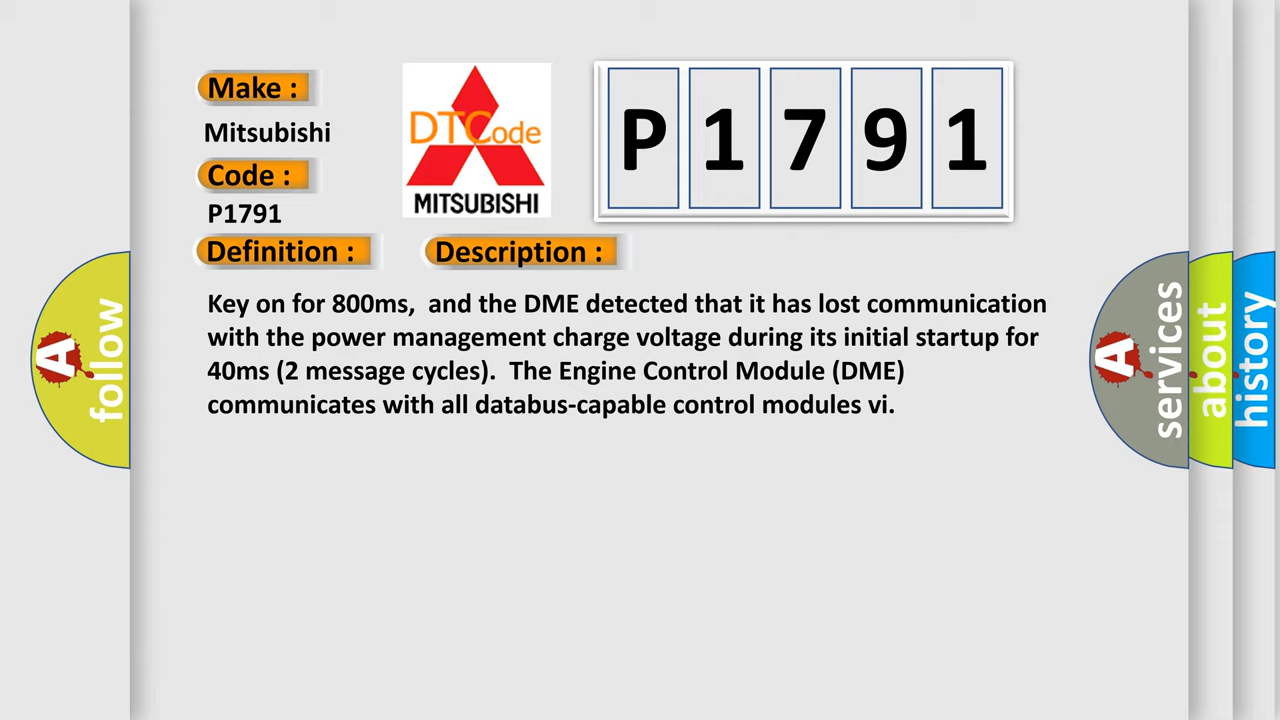 Make :
Mitsubishi
Code :
P1791
Definition :
Description :
DTCode
MITSUBISHI
P 1 7 9 1
Key on for 800ms,  and the DME detected that it has lost communication
with the power management charge voltage during its initial startup for
40ms (2 message cycles).  The Engine Control Module (DME)
communicates with all databus-capable control modules vi.
A follow
A services
about
history